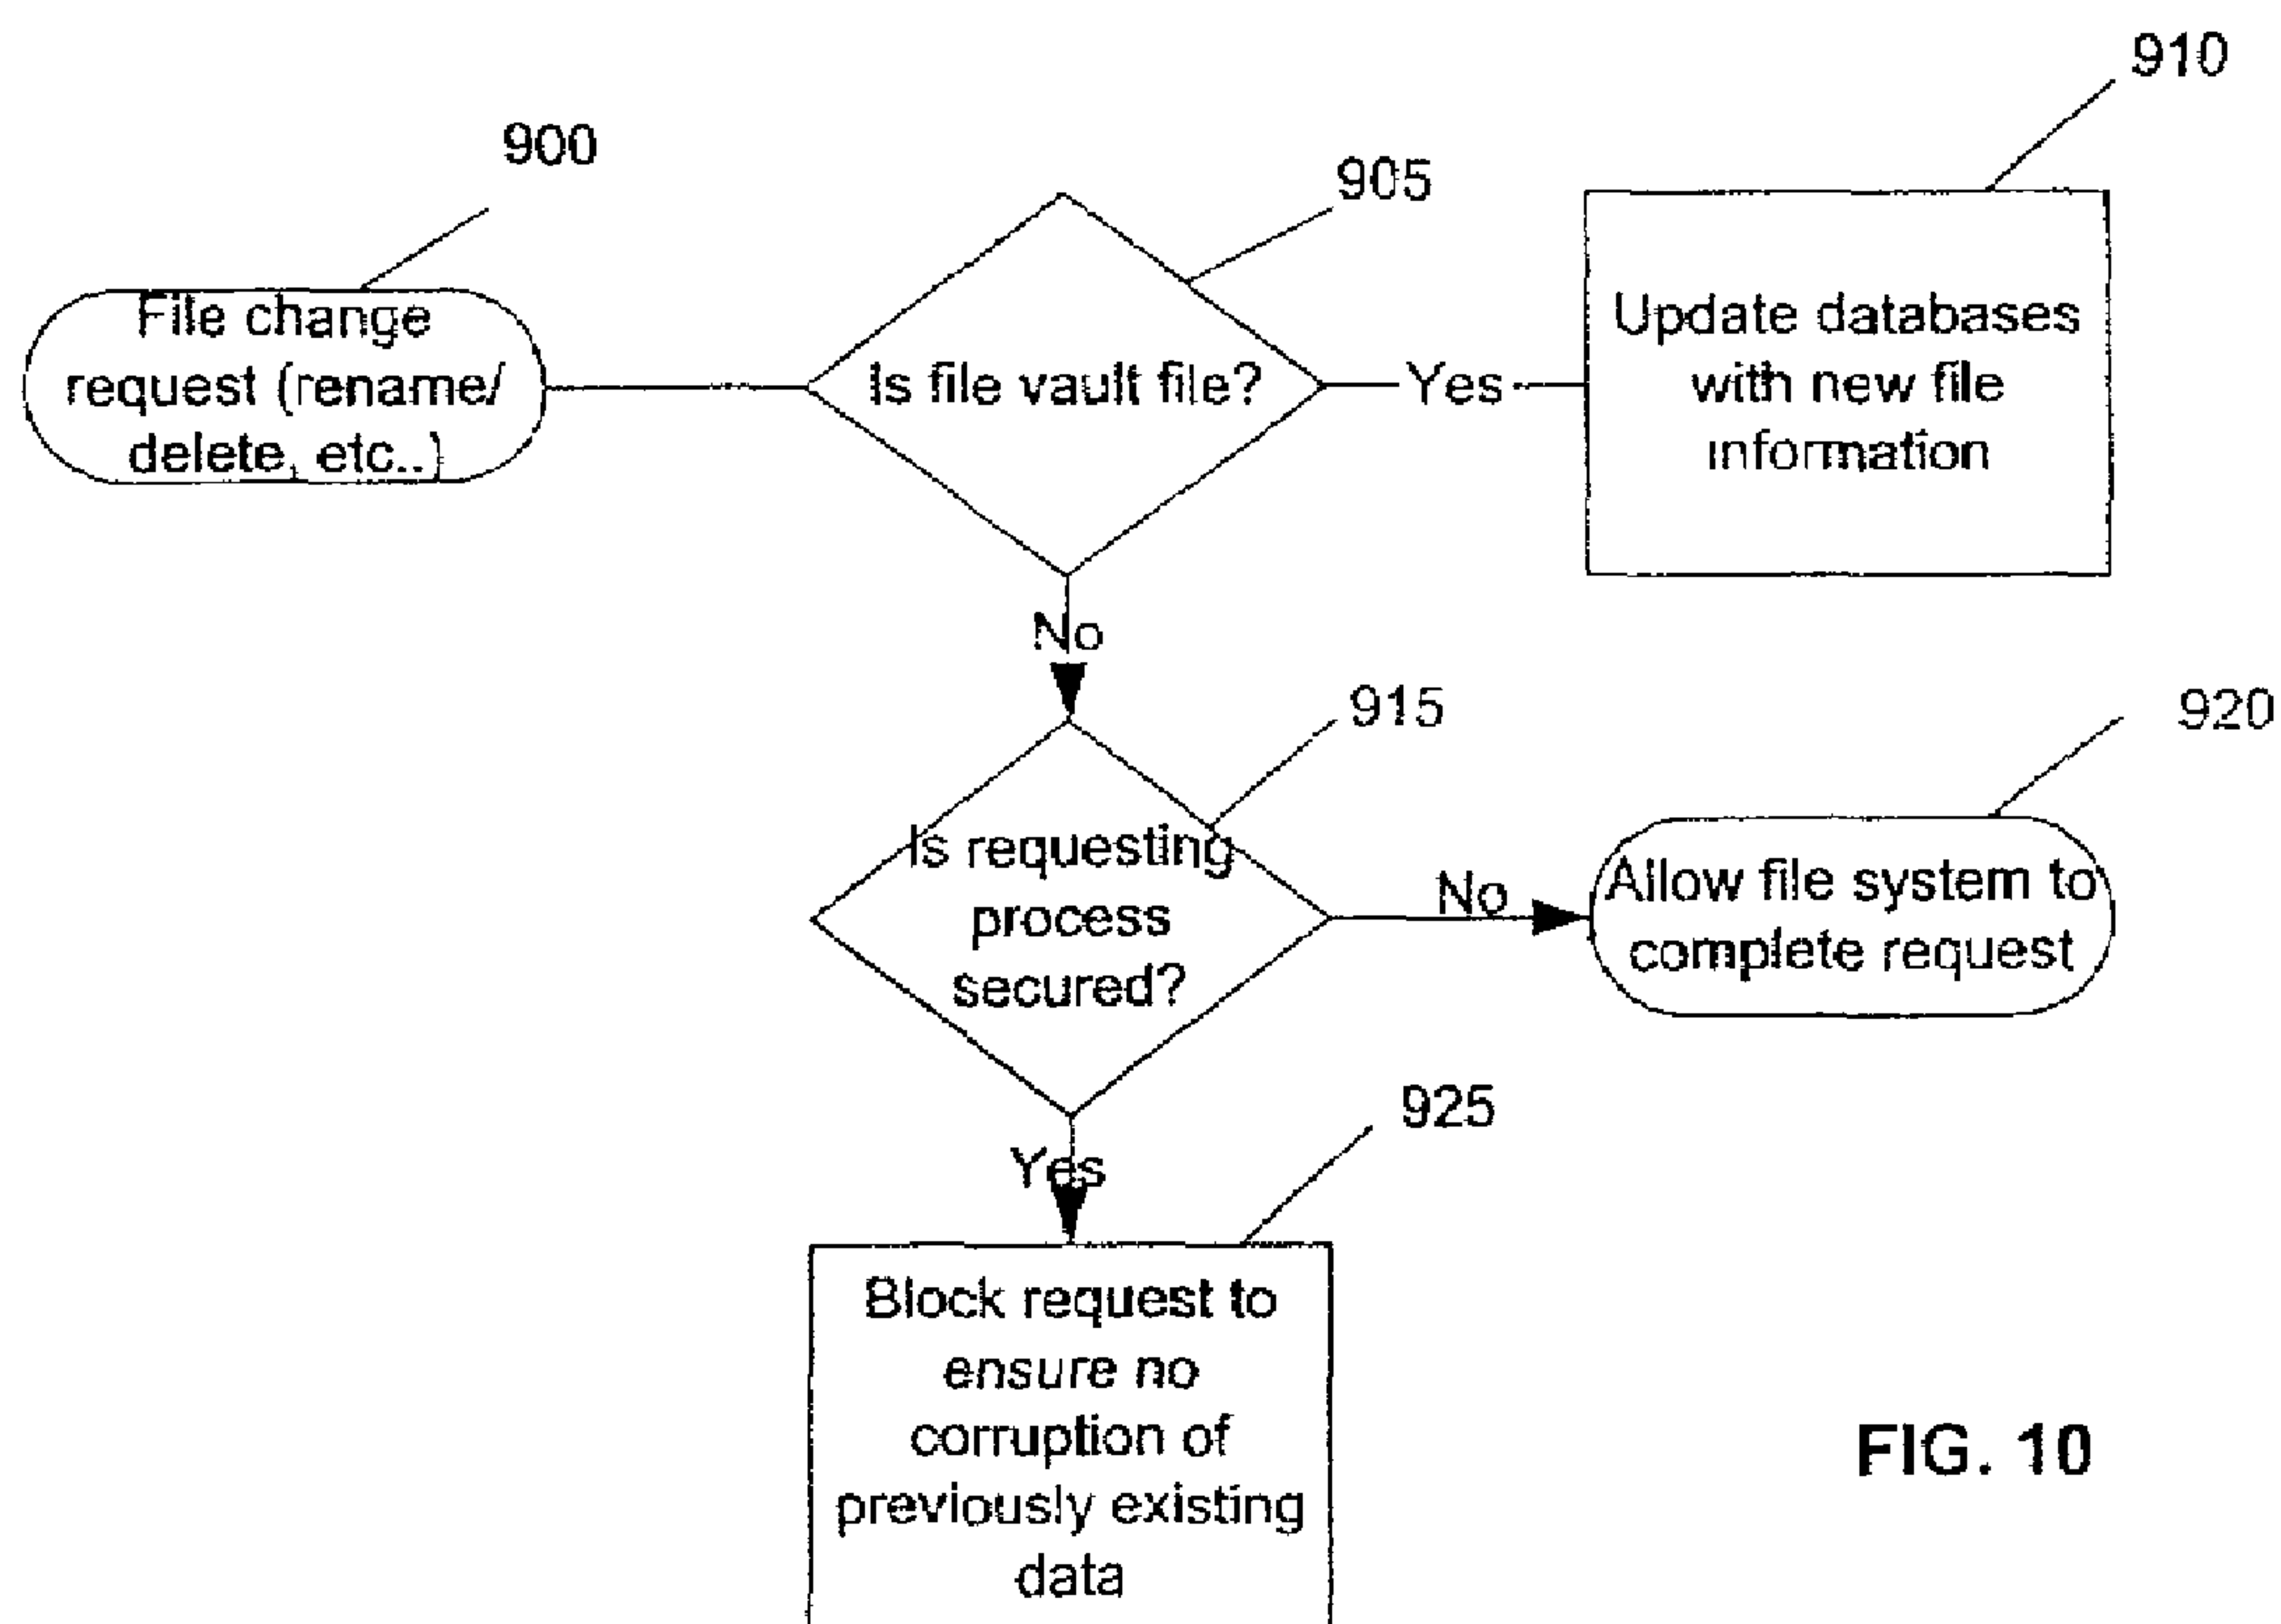 910
900
905
File change
request (rename/
delete, etc..)
Is file vault file?
Yes
Update databases
with new file
information
No
915
920
Is requesting
process
secured?
No
Allow file system to
complete request
925
Yes
Block request to
ensure no
corruption of
previously existing
data
FIG. 10